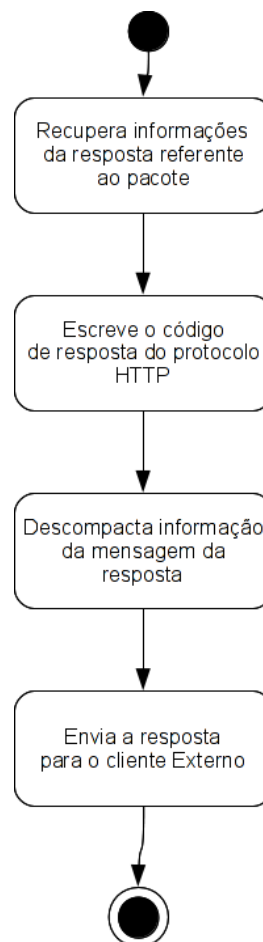 Recupera informações
da resposta referente
ao pacote
Escreve o código
de resposta do protocolo
HTTP
Descompacta informação
da mensagem da
resposta
Envia a resposta
para o cliente Externo